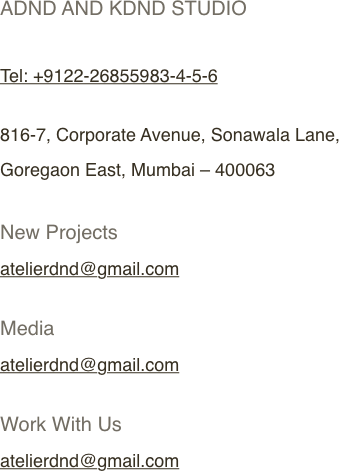 ADND AND KDND STUDIO
Tel: +9122-26855983-4-5-6
816-7, Corporate Avenue, Sonawala Lane,
Goregaon East, Mumbai – 400063
New Projects
atelierdnd@gmail.com
Media
atelierdnd@gmail.com
Work With Us
atelierdnd@gmail.com